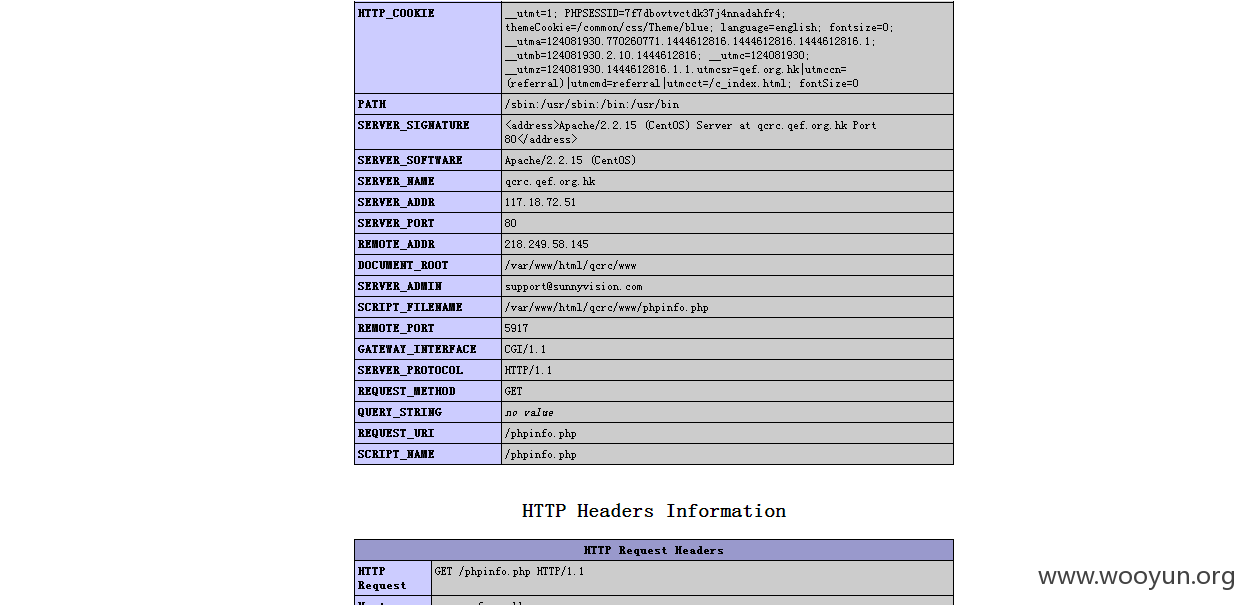 HTTP_COOKIE __utmt=1; PHPSESSID=7f7dbovtvctdk37j4nnadahfr4;
themeCookie=/common/css/Theme/blue; language=english; fontsize=0;
__utma=124081930.770260771.1444612816.1444612816.1444612816.1;
__utmb=124081930.2.10.1444612816; __utmc=124081930;
__utmz=124081930.1444612816.1.1.utmcsr=qef.org.hk|utmccn=
(referral)|utmcmd=referral|utmcct=/c_index.html; fontSize=0
PATH /sbin:/usr/sbin:/bin:/usr/bin
SERVER_SIGNATURE <address>Apache/2.2.15 (CentOS) Server at qcrc.qef.org.hk Port
80</address>
SERVER_SOFTWARE Apache/2.2.15 (CentOS)
SERVER_NAME qcrc.qef.org.hk
SERVER_ADDR 117.18.72.51
SERVER_PORT 80
REMOTE_ADDR 218.249.58.145
DOCUMENT_ROOT /var/www/html/qcrc/www
SERVER_ADMIN support@sunnyvision.com
SCRIPT_FILENAME /var/www/html/qcrc/www/phpinfo.php
REMOTE_PORT 5917
GATEWAY_INTERFACE CGI/1.1
SERVER_PROTOCOL HTTP/1.1
REQUEST_METHOD GET
QUERY_STRING no value
REQUEST_URI /phpinfo.php
SCRIPT_NAME /phpinfo.php
HTTP Headers Information
HTTP Request Headers
HTTP Request GET /phpinfo.php HTTP/1.1
www.wooyun.org